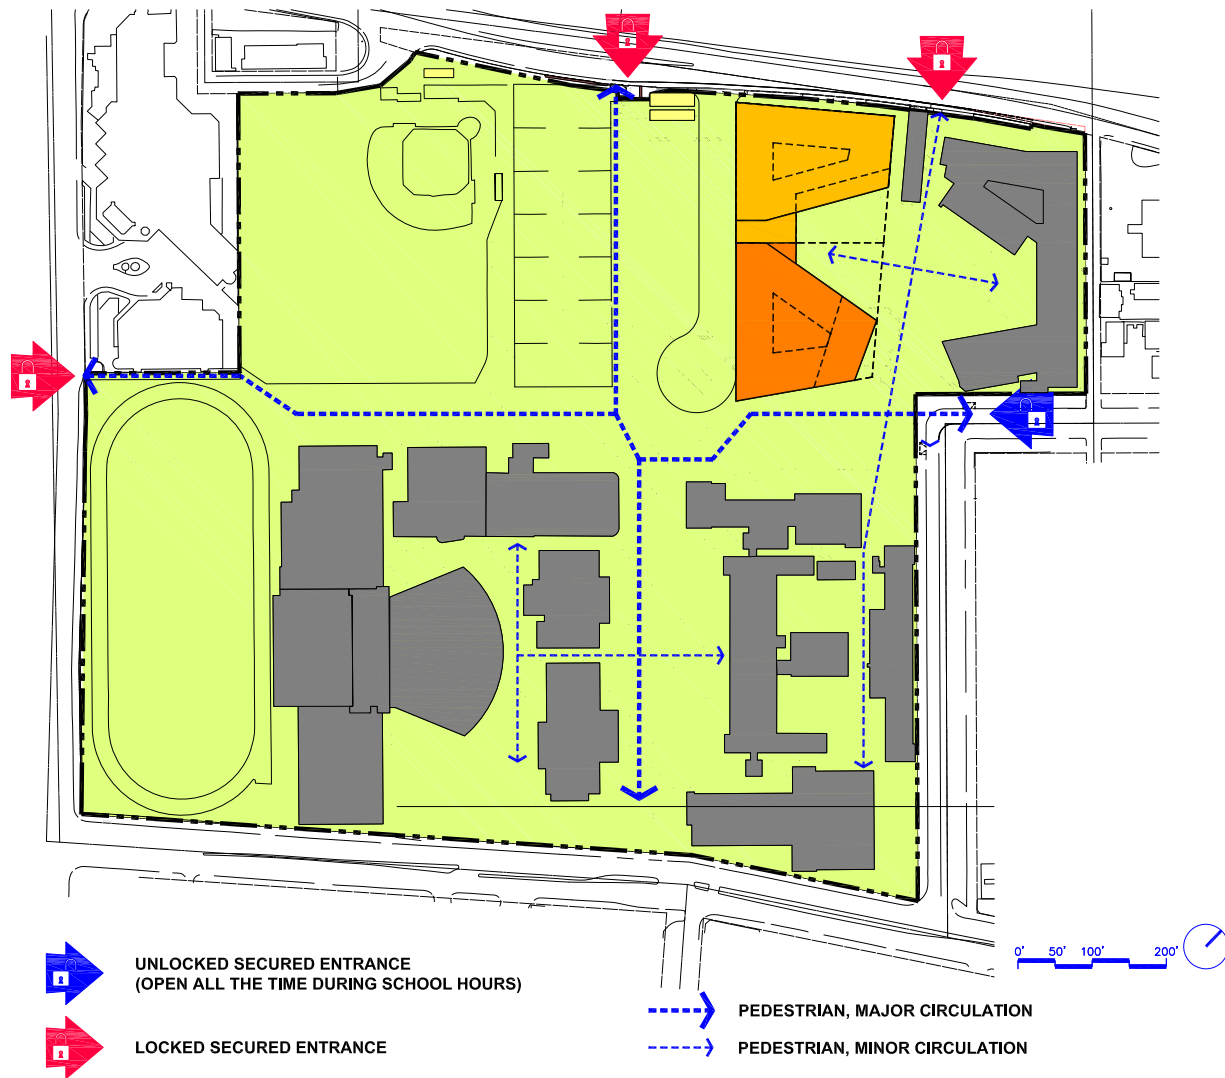 UNLOCKED SECURED ENTRANCE
(OPEN ALL THE TIME DURING SCHOOL HOURS)
LOCKED SECURED ENTRANCE
0' 50' 100' 200'
PEDESTRIAN, MAJOR CIRCULATION
PEDESTRIAN, MINOR CIRCULATION